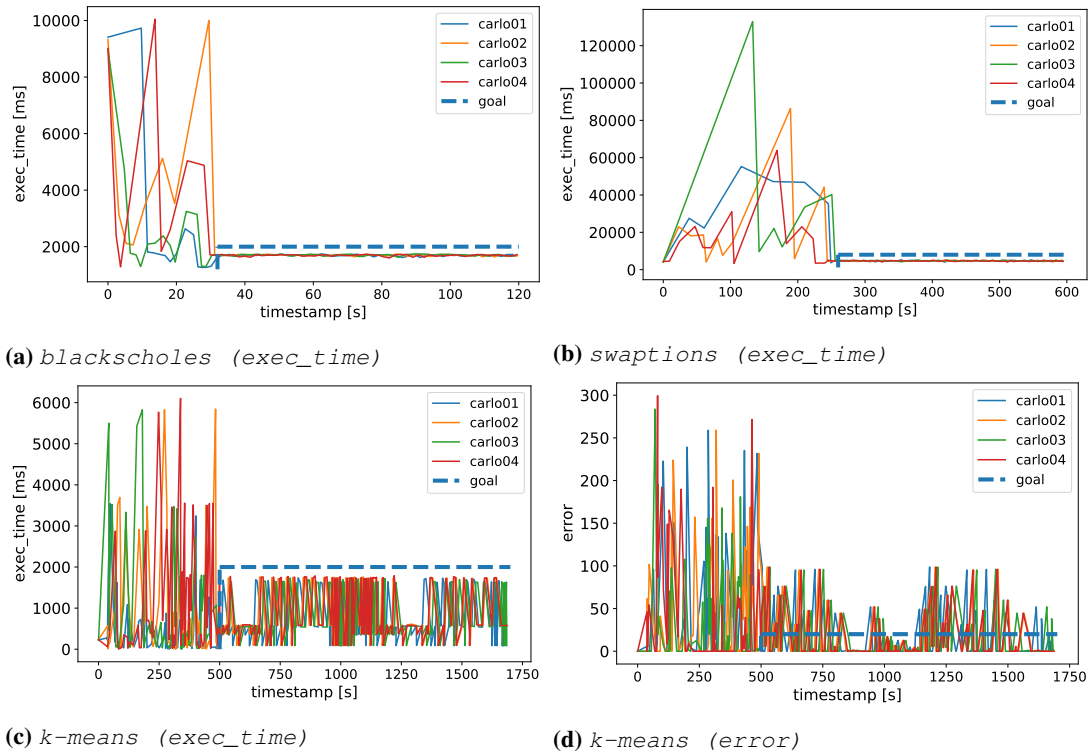 10000
8000
6000
4000
2000
exec_time [ms]
0 20 40 60 80 100 120
timestamp [s]
carlo01
carlo02
carlo03
carlo04
goal
(a) blackscholes (exec_time)
120000
100000
80000
60000
40000
20000
0
exec_time [ms]
0 100 200 300 400 500 600
timestamp [s]
carlo01
carlo02
carlo03
carlo04
goal
(b) swaptions (exec_time)
6000
5000
4000
3000
2000
1000
0
exec_time [ms]
0 250 500 750 1000 1250 1500 1750
timestamp [s]
carlo01
carlo02
carlo03
carlo04
goal
(c) k-means (exec_time)
300
250
200
150
100
50
0
error
0 250 500 750 1000 1250 1500 1750
timestamp [s]
carlo01
carlo02
carlo03
carlo04
goal
(d) k-means (error)